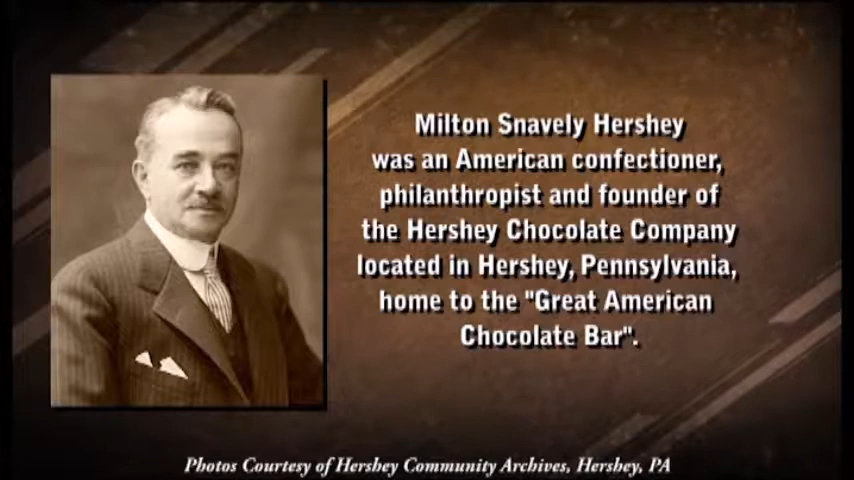 Milton Snavely Hershey
was an American confectioner,
philanthropist and founder of
the Hershey Chocolate Company
located in Hershey, Pennsylvania,
home to the "Great American
Chocolate Bar".
Photos Courtesy of Hershey Community Archives, Hershey, PA